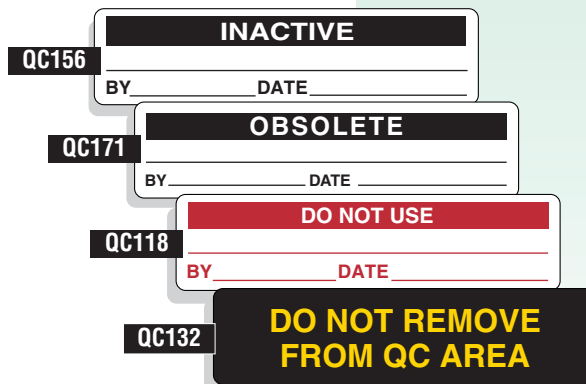 INACTIVE
QC156
BY DATE
OBSOLETE
QC171
BY DATE
DO NOT USE
QC118
BY DATE
QC132
DO NOT REMOVE
FROM QC AREA